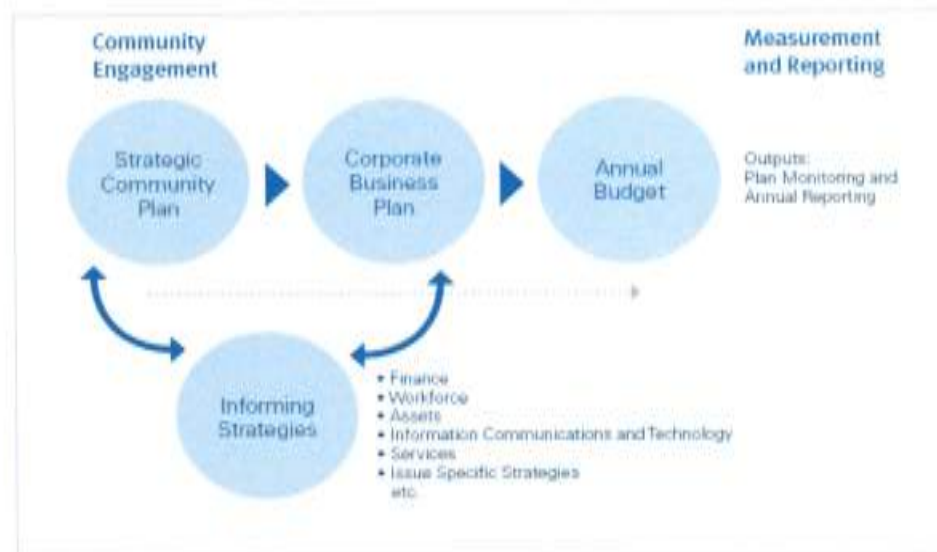 Community
Engagement
Measurement
and Reporting
Strategic
Community
Plan
Corporate
Business
Plan
Annual
Budget
Outputs:
Plan Monitoring and
Annual Reporting
Informing
Strategies
• Finance
• Workforce
• Assets
• Information Communications and Technology
• Services
• Issue Specific Strategies
etc.